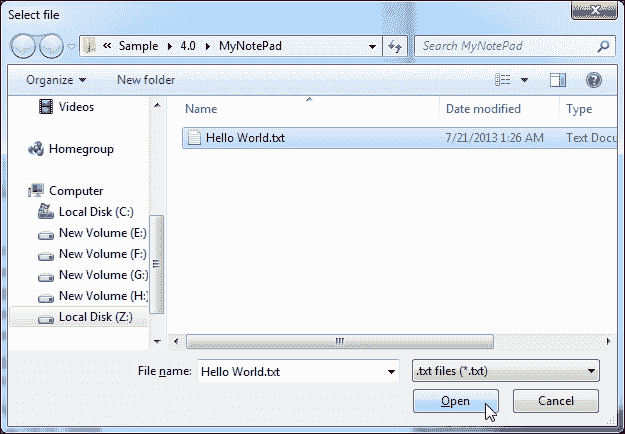 Select file
« Sample ▸ 4.0 ▸ MyNotePad
Search MyNotePad
Organize
New folder
Name
Date modified
Type
Videos
Hello World.txt
7/21/2013 1:26 AM
Text Docu
Homegroup
Computer
Local Disk (C:)
New Volume (E:)
New Volume (F:)
New Volume (G:)
New Volume (H:
Local Disk (Z:)
File name:
Hello World.txt
.txt files (*.txt)
Open
Cancel